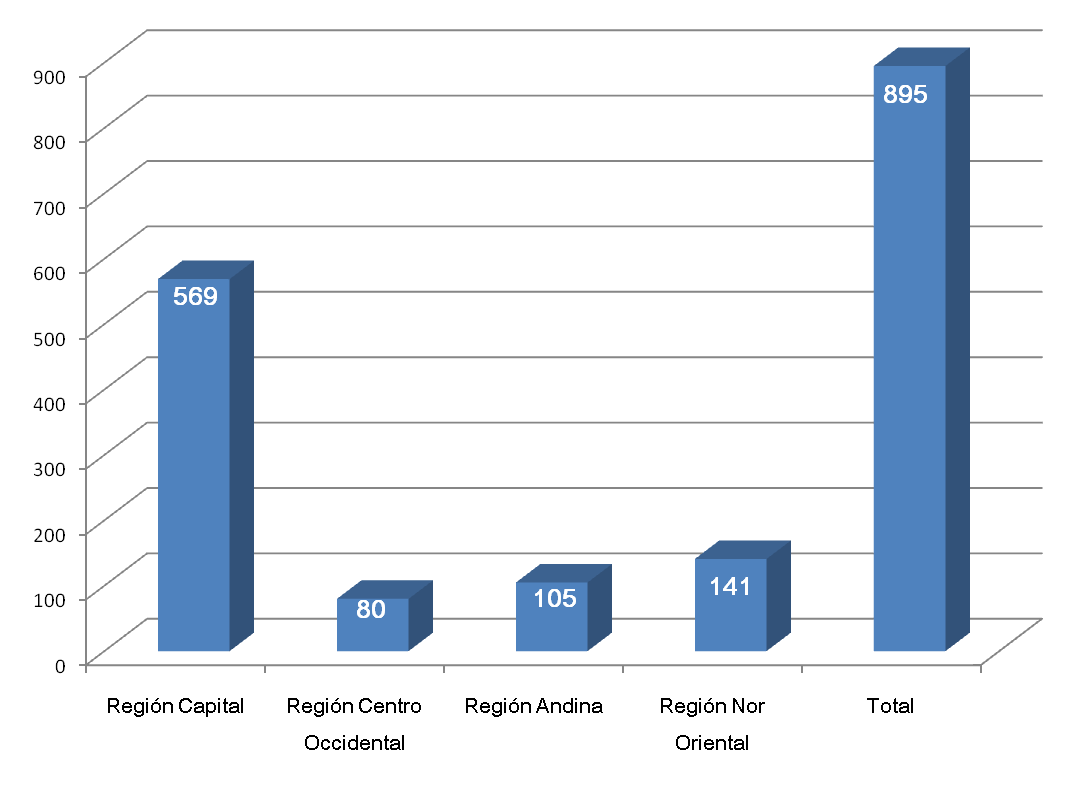 900
800
700
600
500
400
300
200
100
0
569
80
105
141
895
Región Capital
Región Centro
Occidental
Región Andina
Región Nor
Oriental
Total